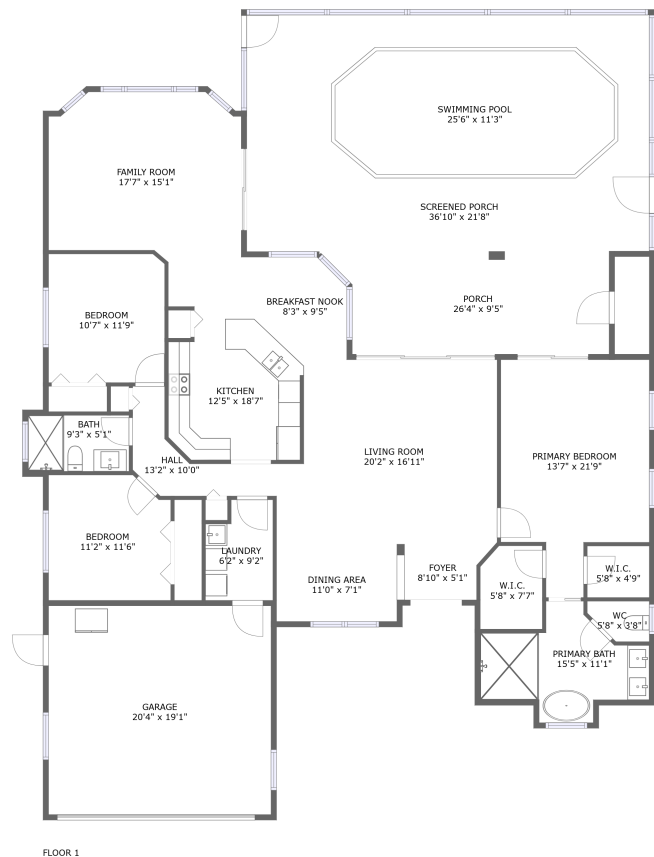 SWIMMING POOL
25'6" x 11'3"
FAMILY ROOM
17'7" x 15'1"
SCREENED PORCH
36'10" x 21'8"
PORCH
26'4" x 9'5"
BREAKFAST NOOK
8'3" x 9'5"
BEDROOM
10'7" x 11'9"
KITCHEN
12'5" x 18'7"
BATH
9'3" x 5'1"
HALL
13'2" x 10'0"
LIVING ROOM
20'2" x 16'11"
PRIMARY BEDROOM
13'7" x 21'9"
BEDROOM
11'2" x 11'6"
LAUNDRY
6'2" x 9'2"
DINING AREA
11'0" x 7'1"
FOYER
8'10" x 5'1"
W.I.C.
5'8" x 7'7"
W.I.C.
5'8" x 4'9"
WC
5'8" x 3'8"
PRIMARY BATH
15'5" x 11'1"
GARAGE
20'4" x 19'1"
FLOOR 1